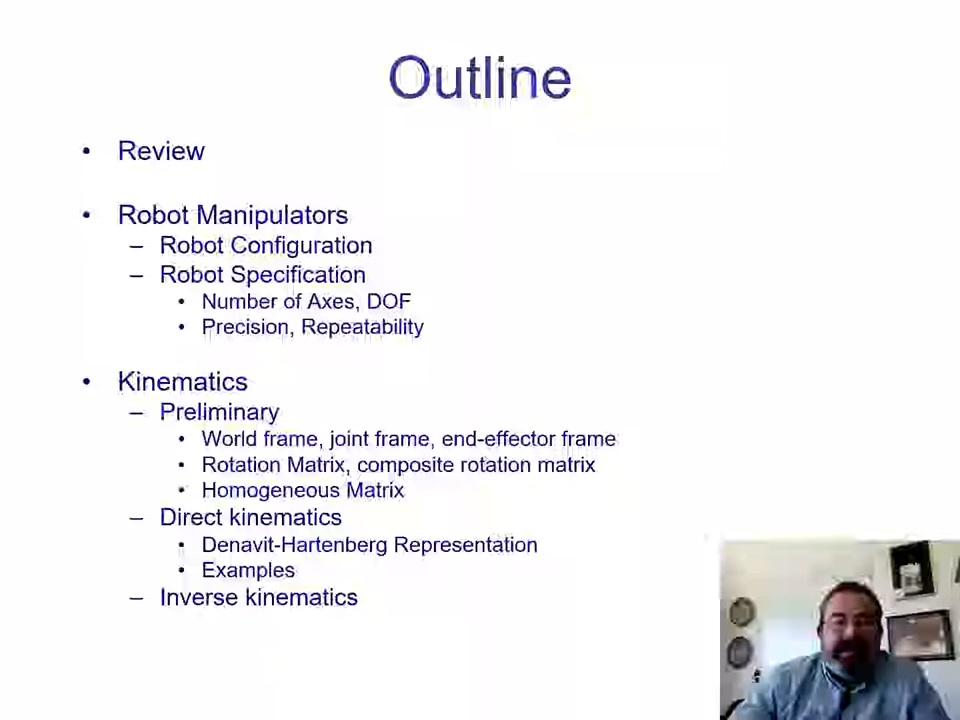 Outline
• Review
• Robot Manipulators
– Robot Configuration
– Robot Specification
• Number of Axes, DOF
• Precision, Repeatability
• Kinematics
– Preliminary
• World frame, joint frame, end-effector frame
• Rotation Matrix, composite rotation matrix
• Homogeneous Matrix
– Direct kinematics
• Denavit-Hartenberg Representation
• Examples
– Inverse kinematics